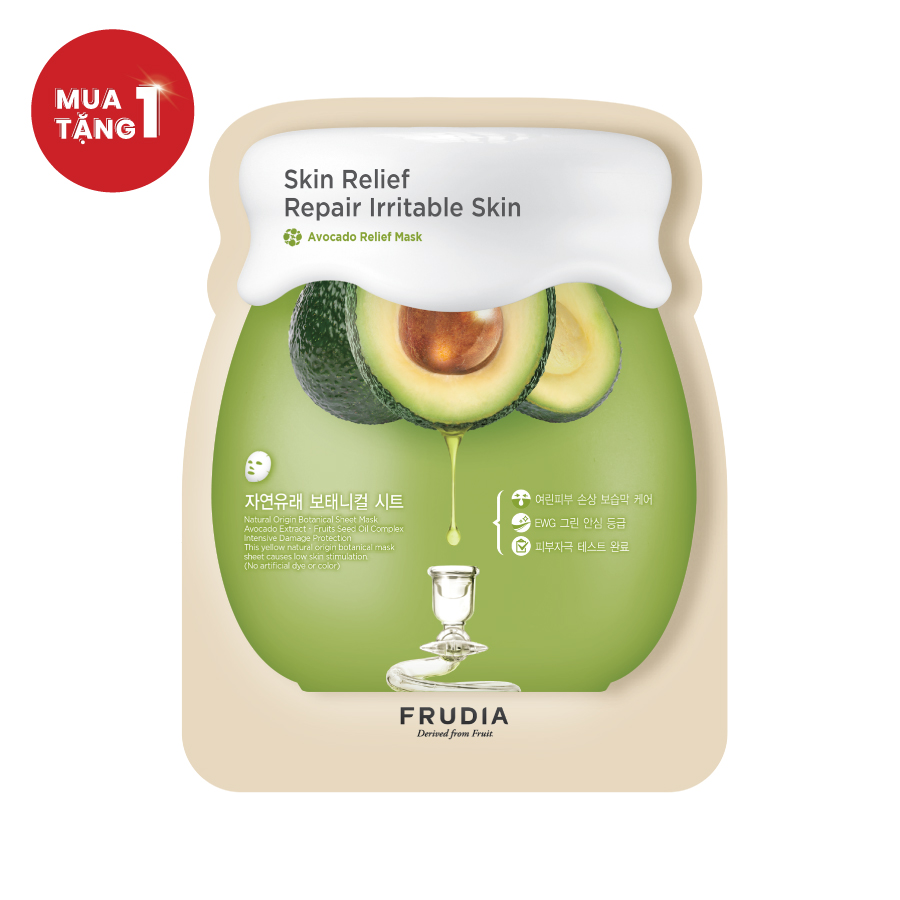 MUA
TẶNG 1
Skin Relief
Repair Irritable Skin
Avocado Relief Mask
자연유래 보태니컬 시트
Natural Origin Botanical Sheet Mask
Avocado Extract · Fruits Seed Oil Complex
Intensive Damage Protection
This yellow natural origin botanical mask
sheet causes low skin stimulation.
(No artificial dye or color)
여린피부 손상 보습막 케어
EWG 그린 안심 등급
피부자극 테스트 완료
FRUDIA
Derived from Fruit.